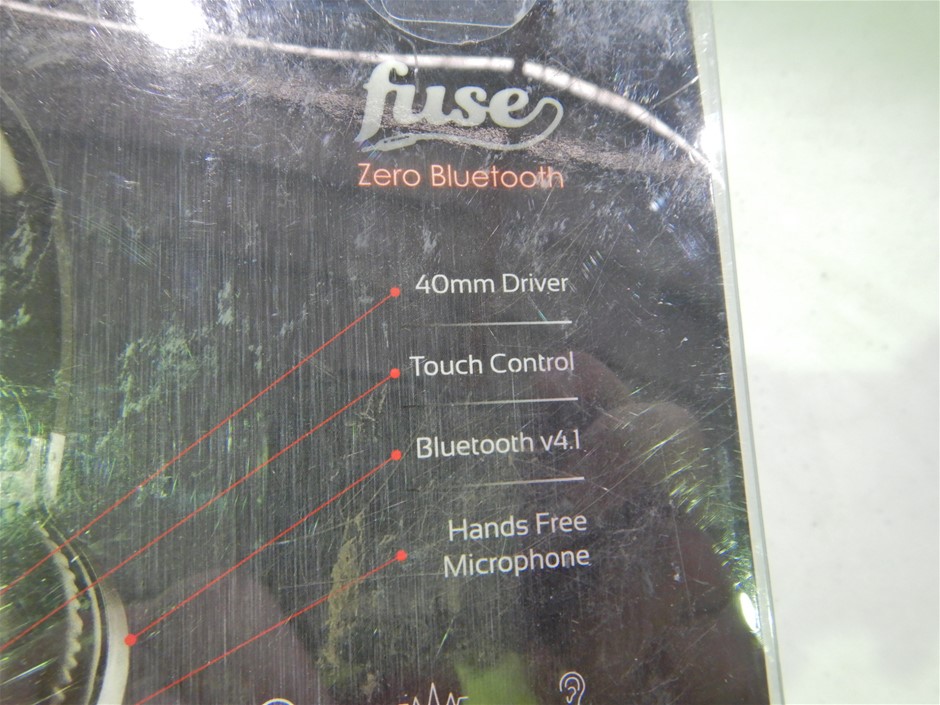 fuse
Zero Bluetooth
40mm Driver
Touch Control
Bluetooth v4.1
Hands Free
Microphone